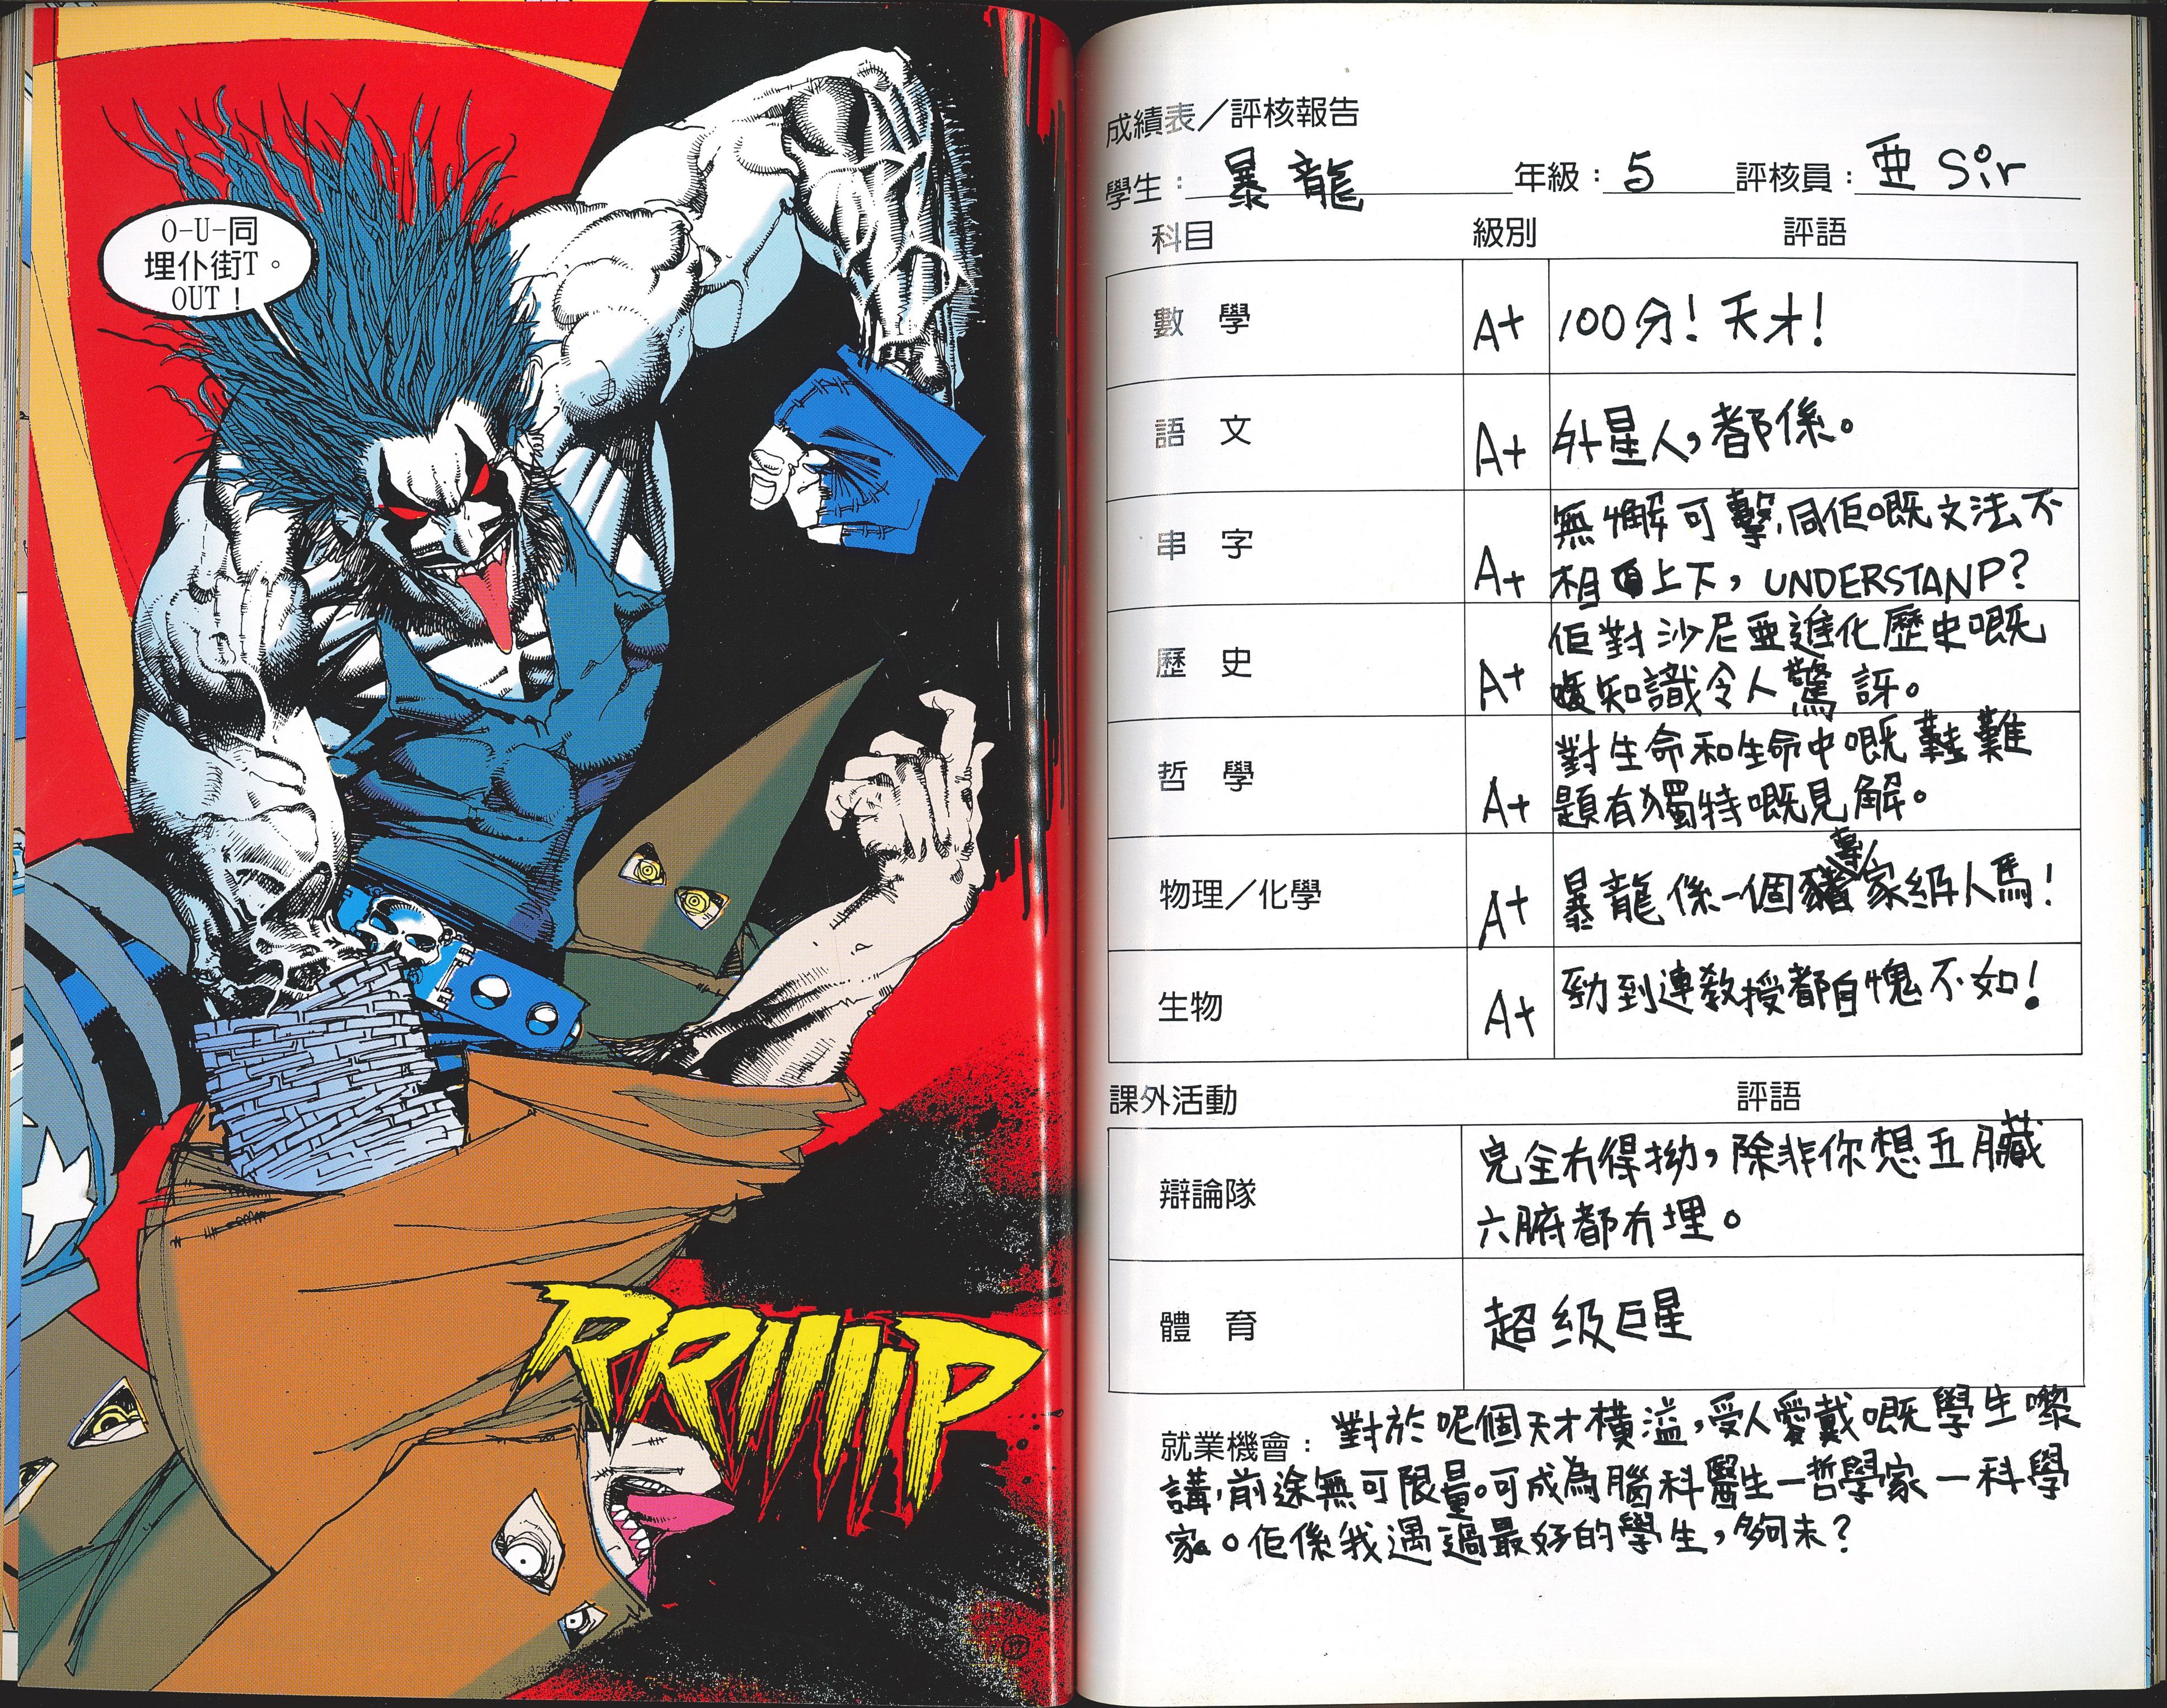 O-U-同
埋仆街T。
OUT！
RRIIIIP
17
成績表／評核報告
學生：暴龍 年級：5 評核員：亜 Sir
科目 級別 評語
數學 A+ 100分！天才！
語文 A+ 外星人，都係。
串字 A+ 無懈可擊，同佢嘅文法不
相上下，UNDERSTANP？
歷史 A+ 佢對沙尼亜進化歷史嘅
知識令人驚訝。
哲學 A+ 對生命和生命中嘅難
題有獨特嘅見解。
物理／化學 A+ 暴龍係一個專家級人馬！
生物 A+ 勁到連教授都自愧不如！
課外活動 評語
辯論隊 完全冇得拗，除非你想五臟
六腑都冇埋。
體育 超級巨星
就業機會：對於呢個天才橫溢，受人愛戴嘅學生嚟
講，前途無可限量。可成為腦科醫生－哲學家－科學
家。佢係我遇過最好的學生，夠未？